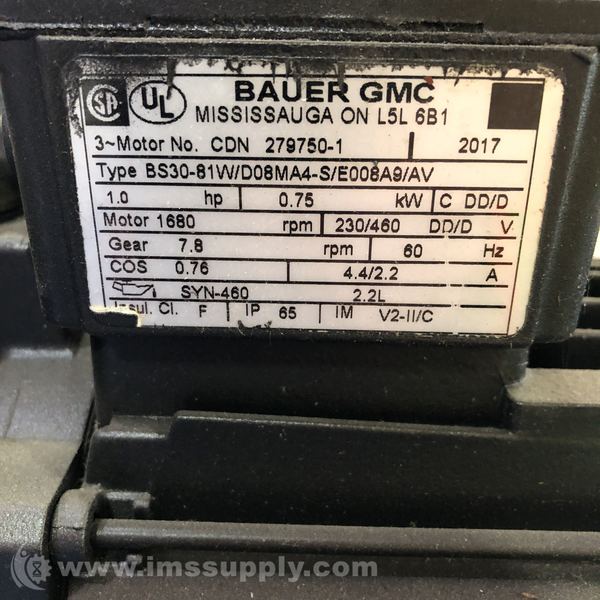 SA UL BAUER GMC
MISSISSAUGA ON L5L 6B1
3~Motor No. CDN 279750-1 2017
Type BS30-81W/D08MA4-S/E008A9/AV
1.0 hp 0.75 kW C DD/D
Motor 1680 rpm 230/460 DD/D V
Gear 7.8 rpm 60 Hz
COS 0.76 4.4/2.2 A
SYN-460 2.2L
Insul. Cl. F IP 65 IM V2-II/C
www.imssupply.com